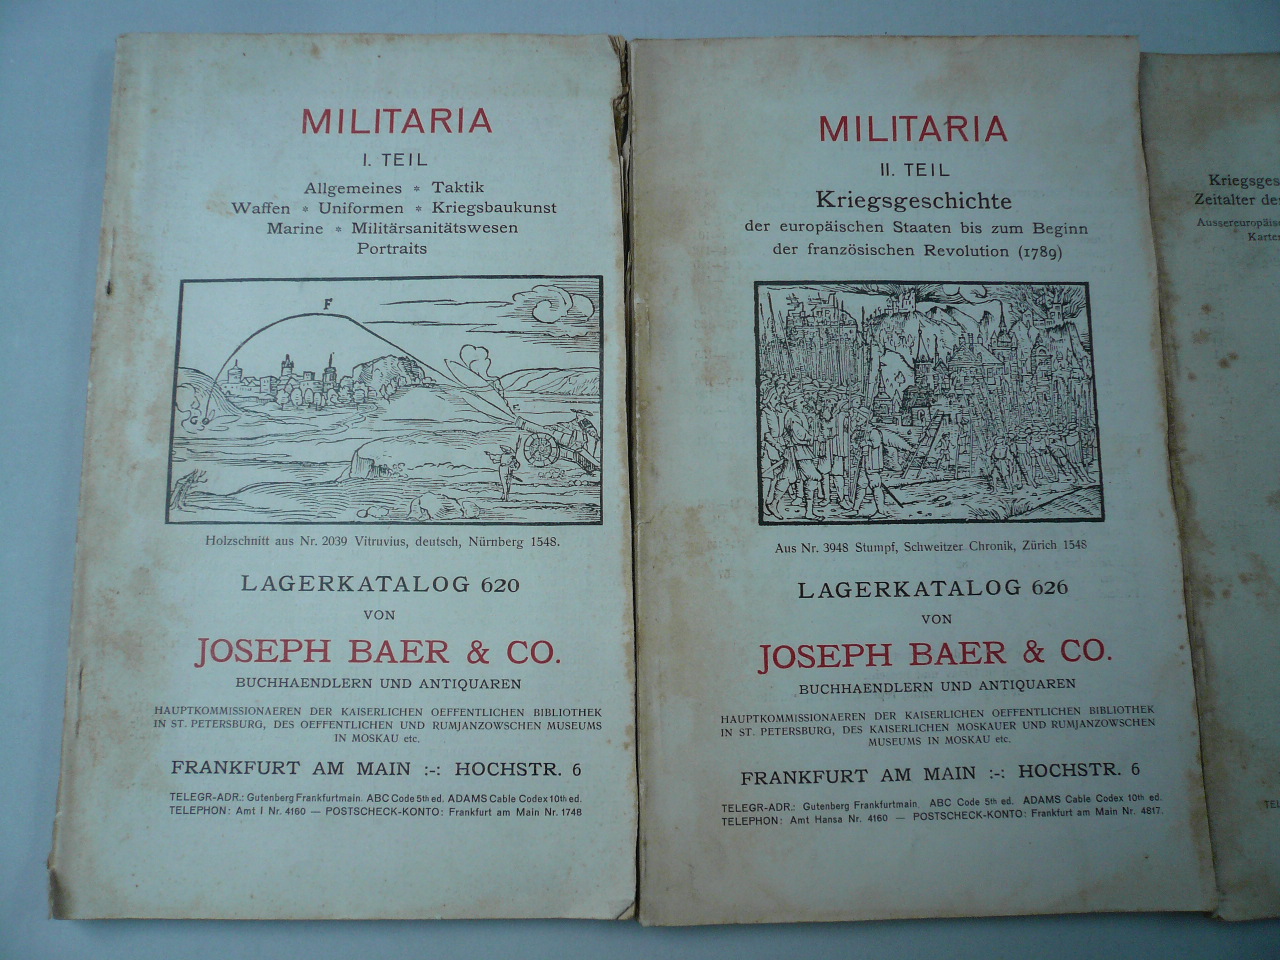 MILITARIA
I. TEIL
Allgemeines * Taktik
Waffen * Uniformen * Kriegsbaukunst
Marine * Militärsanitätswesen
Portraits
F
Holzschnitt aus Nr. 2039 Vitruvius, deutsch, Nürnberg 1548.
LAGERKATALOG 620
VON
JOSEPH BAER & CO.
BUCHHAENDLERN UND ANTIQUAREN
HAUPTKOMMISSIONAEREN DER KAISERLICHEN OEFFENTLICHEN BIBLIOTHEK
IN ST. PETERSBURG, DES OEFFENTLICHEN UND RUMJANZOWSCHEN MUSEUMS
IN MOSKAU etc.
FRANKFURT AM MAIN :-: HOCHSTR. 6
TELEGR-ADR.: Gutenberg Frankfurtmain. ABC Code 5th ed. ADAMS Cable Codex 10th ed.
TELEPHON: Amt I Nr. 4160 — POSTSCHECK-KONTO: Frankfurt am Main Nr. 1748
MILITARIA
II. TEIL
Kriegsgeschichte
der europäischen Staaten bis zum Beginn
der französischen Revolution (1789)
Aus Nr. 3948 Stumpf, Schweitzer Chronik, Zürich 1548
LAGERKATALOG 626
VON
JOSEPH BAER & CO.
BUCHHAENDLERN UND ANTIQUAREN
HAUPTKOMMISSIONAEREN DER KAISERLICHEN OEFFENTLICHEN BIBLIOTHEK
IN ST. PETERSBURG, DES KAISERLICHEN MOSKAUER UND RUMJANZOWSCHEN
MUSEUMS IN MOSKAU etc.
FRANKFURT AM MAIN :-: HOCHSTR. 6
TELEGR-ADR.: Gutenberg Frankfurtmain. ABC Code 5th ed. ADAMS Cable Codex 10th ed.
TELEPHON: Amt Hansa Nr. 4160 — POSTSCHECK-KONTO: Frankfurt am Main Nr. 4817.
Kriegsges
Zeitalter de
Aussereuropäis
Karte
TEL